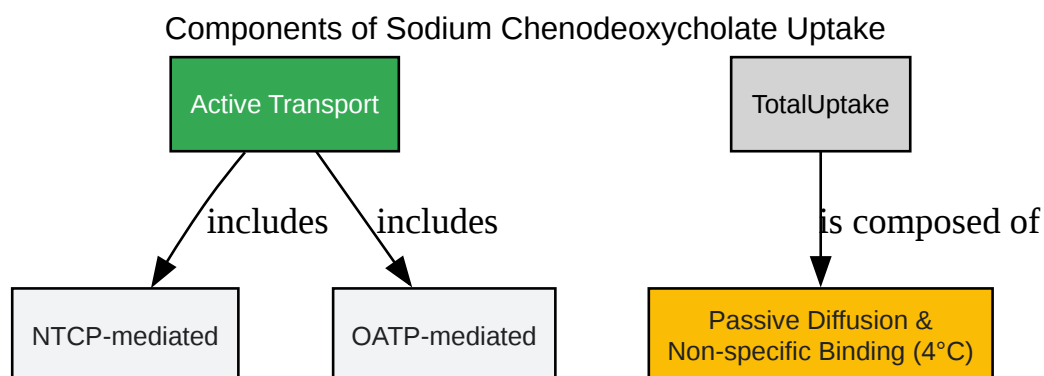 Components of Sodium Chenodeoxycholate Uptake
Active Transport
TotalUptake
includes
includes
is composed of
NTCP-mediated
OATP-mediated
Passive Diffusion &
Non-specific Binding (4°C)